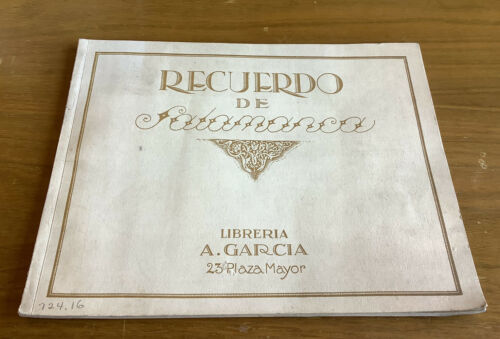 RECUERDO
DE
Salamanca
LIBRERIA
A. GARCIA
23 Plaza Mayor
724.16